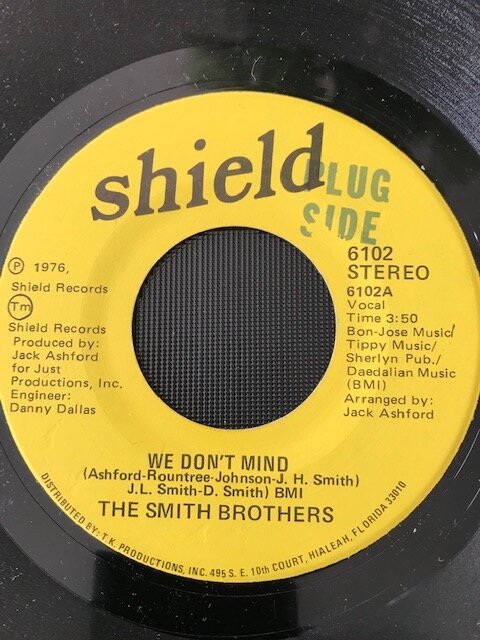 shield
PLUG
SIDE
6102
STEREO
6102A
Vocal
Time 3:50
Bon-Jose Music/
Tippy Music/
Sherlyn Pub./
Daedalian Music
(BMI)
Arranged by:
Jack Ashford
Ⓟ 1976,
Shield Records
Tm
Shield Records
Produced by:
Jack Ashford
for Just
Productions, Inc.
Engineer:
Danny Dallas
WE DON'T MIND
(Ashford-Rountree-Johnson-J. H. Smith)
J.L. Smith-D. Smith) BMI
THE SMITH BROTHERS
DISTRIBUTED BY: T.K. PRODUCTIONS, INC. 495 S. E. 10th COURT, HIALEAH, FLORIDA 33010